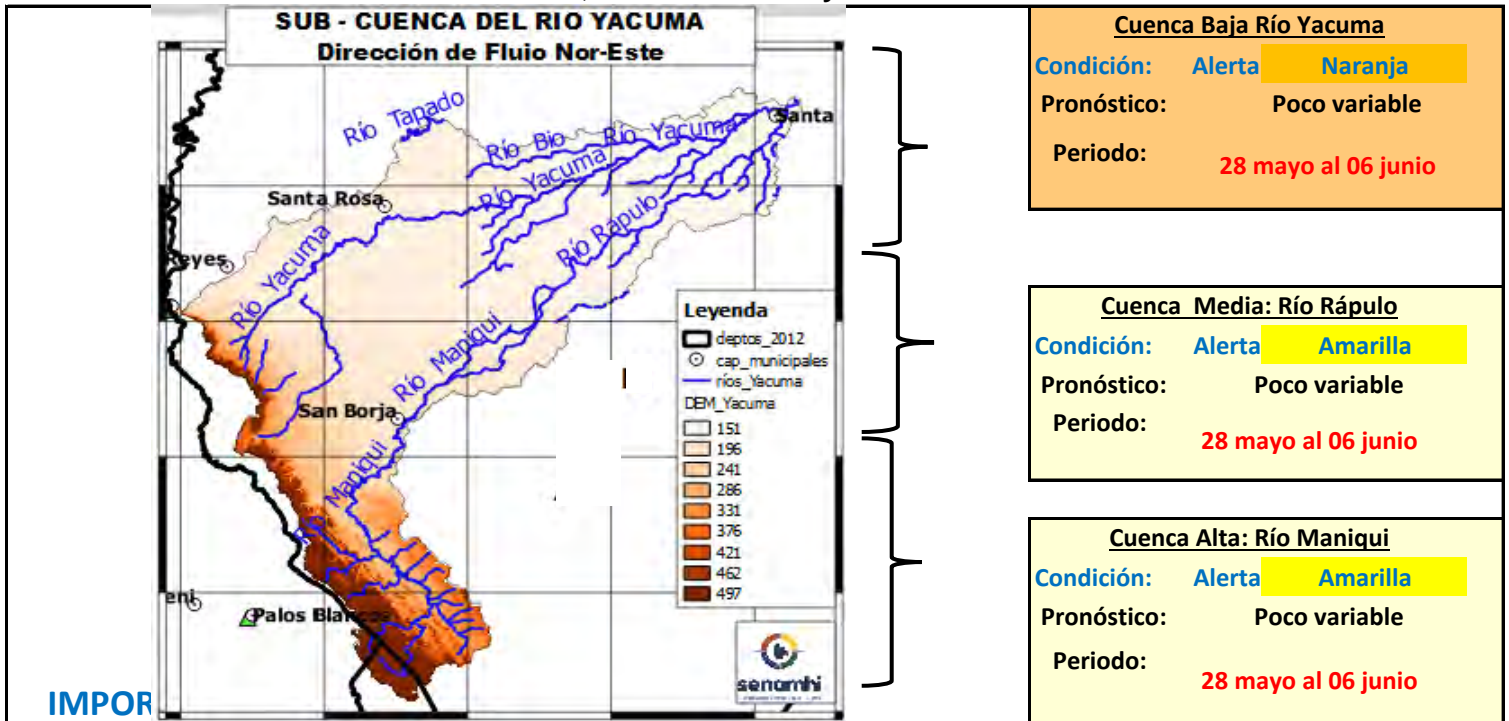 SUB - CUENCA DEL RIO YACUMA
Dirección de Fluio Nor-Este
Río Tapado
Río Bio
Río Yacuma
Santa
Río Yacuma
Santa Rosa
Río Rápulo
Reyes
Río Yacuma
Río Maniqui
San Borja
Río Maniqui
Río
eni
Palos Blancos
Leyenda
deptos_2012
cap_municipales
ríos_Yacuma
DEM_Yacuma
151
196
241
286
331
376
421
462
497
senamhi
IMPOR
Cuenca Baja Río Yacuma
Condición: Alerta Naranja
Pronóstico: Poco variable
Periodo: 28 mayo al 06 junio
Cuenca Media: Río Rápulo
Condición: Alerta Amarilla
Pronóstico: Poco variable
Periodo: 28 mayo al 06 junio
Cuenca Alta: Río Maniqui
Condición: Alerta Amarilla
Pronóstico: Poco variable
Periodo: 28 mayo al 06 junio